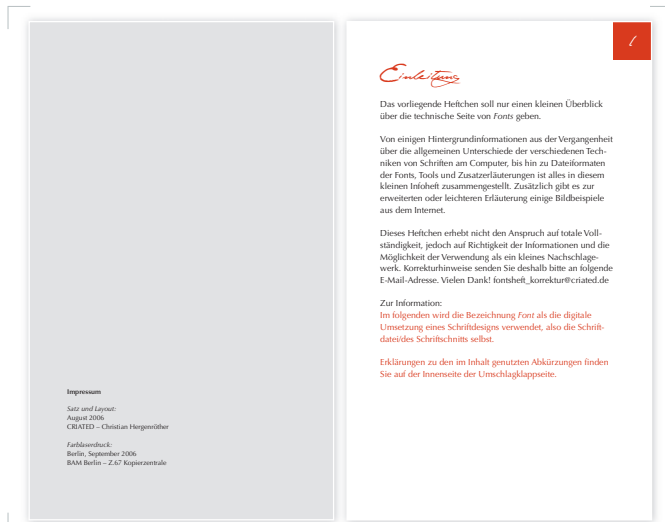 Impressum
Satz und Layout:
August 2006
CRIATED – Christian Hergenröther
Farblaserdruck:
Berlin, September 2006
BAM Berlin – Z.67 Kopierzentrale
1
Einleitung
Das vorliegende Heftchen soll nur einen kleinen Überblick
über die technische Seite von Fonts geben.
Von einigen Hintergrundinformationen aus der Vergangenheit
über die allgemeinen Unterschiede der verschiedenen Tech-
niken von Schriften am Computer, bis hin zu Dateiformaten
der Fonts, Tools und Zusatzerläuterungen ist alles in diesem
kleinen Infoheft zusammengestellt. Zusätzlich gibt es zur
erweiterten oder leichteren Erläuterung einige Bildbeispiele
aus dem Internet.
Dieses Heftchen erhebt nicht den Anspruch auf totale Voll-
ständigkeit, jedoch auf Richtigkeit der Informationen und die
Möglichkeit der Verwendung als ein kleines Nachschlage-
werk. Korrekturhinweise senden Sie deshalb bitte an folgende
E-Mail-Adresse. Vielen Dank! fontsheft_korrektur@criated.de
Zur Information:
Im folgenden wird die Bezeichnung Font als die digitale
Umsetzung eines Schriftdesigns verwendet, also die Schrift-
datei/des Schriftschnitts selbst.
Erklärungen zu den im Inhalt genutzten Abkürzungen finden
Sie auf der Innenseite der Umschlagklappseite.